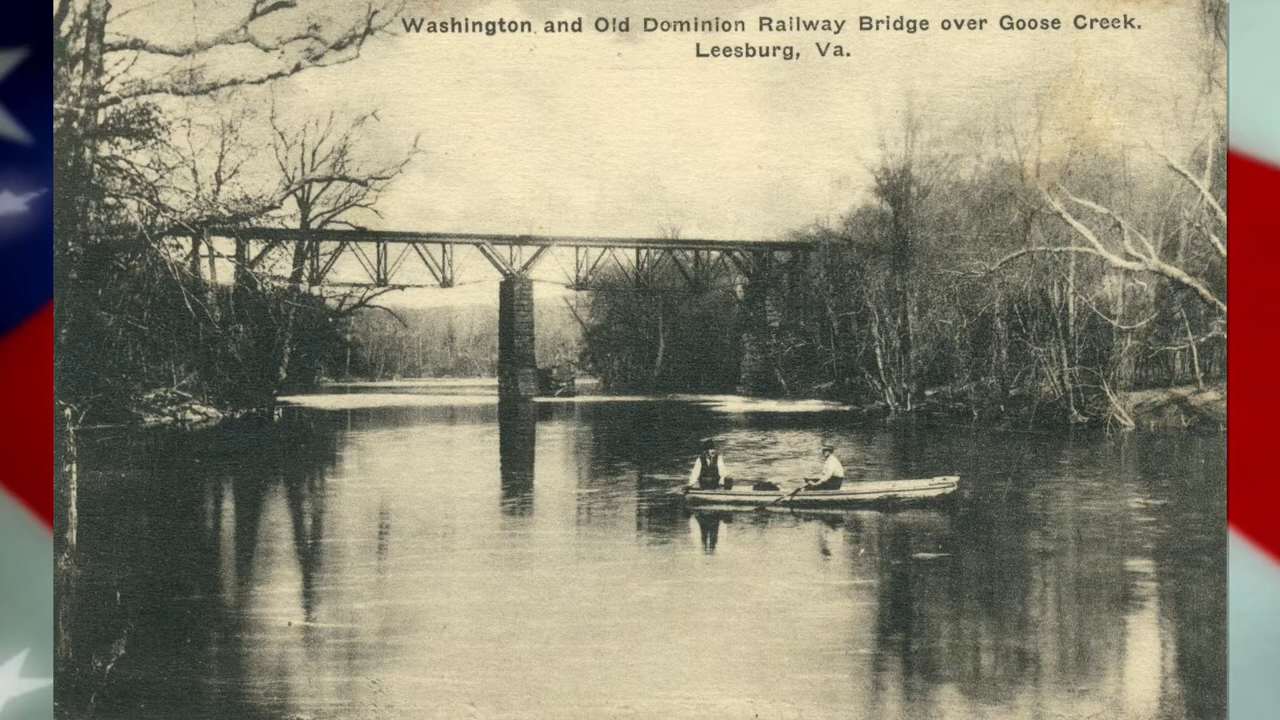 Washington and Old Dominion Railway Bridge over Goose Creek.
Leesburg, Va.